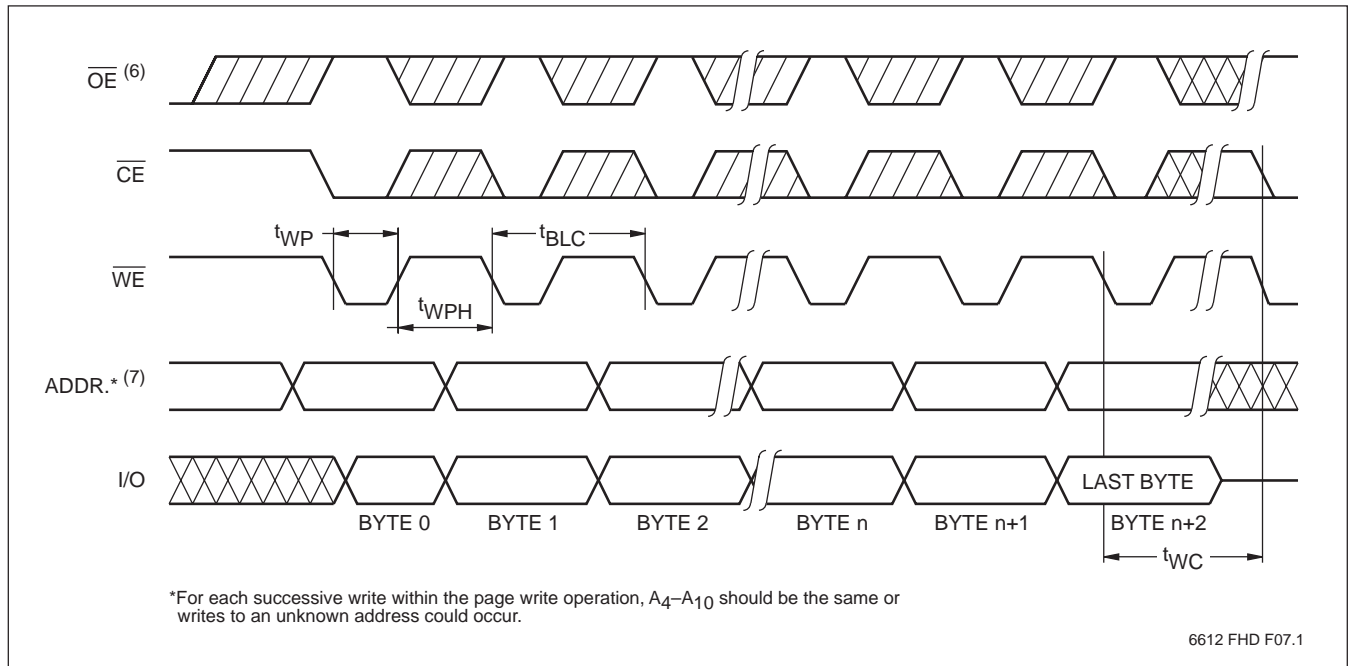 OE (6)
CE
tWP
tBLC
WE
tWPH
ADDR.* (7)
I/O
LAST BYTE
BYTE 0 BYTE 1 BYTE 2 BYTE n BYTE n+1 BYTE n+2
tWC
*For each successive write within the page write operation, A4–A10 should be the same or
writes to an unknown address could occur.
6612 FHD F07.1